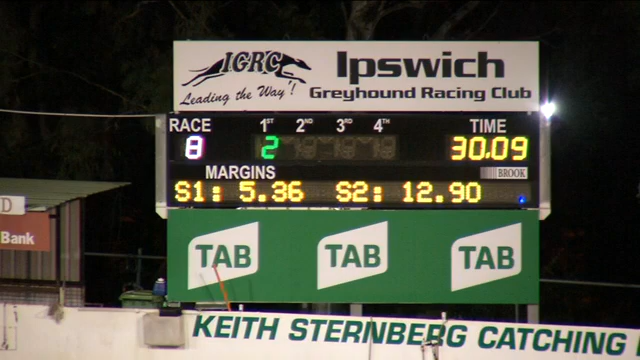 IGRC
Leading the Way'!
Ipswich
Greyhound Racing Club
RACE 1ST 2ND 3RD 4TH TIME
8 2 30.09
MARGINS BROOK
S1: 5.36 S2: 12.90
TAB TAB TAB
D
Bank
KEITH STERNBERG CATCHING